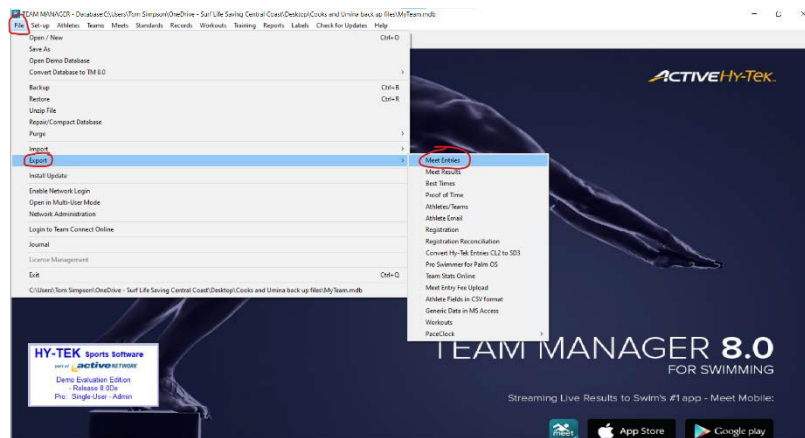 TEAM MANAGER - Database:C:\Users\Tom Simpson\OneDrive - Surf Life Saving Central Coast\Desktop\Cooks and Umina back up files\MyTeam.mdb
File Set-up Athletes Teams Meets Standards Records Workouts Training Reports Labels Check for Updates Help
Open / New Ctrl+O
Save As
Open Demo Database
Convert Database to TM 8.0
Backup Ctrl+B
Restore Ctrl+R
Unzip File
Repair/Compact Database
Purge
Import
Export
Install Update
Enable Network Login
Open in Multi-User Mode
Network Administration
Login to Team Connect Online
Journal
License Management
Exit Ctrl+Q
C:\Users\Tom Simpson\OneDrive - Surf Life Saving Central Coast\Desktop\Cooks and Umina back up files\MyTeam.mdb
Meet Entries
Meet Results
Best Times
Proof of Time
Athletes/Teams
Athlete Email
Registration
Registration Reconciliation
Convert Hy-Tek Entries CL2 to SD3
Pro Swimmer for Palm OS
Team Stats Online
Meet Entry Fee Upload
Athlete Fields in CSV format
Generic Data in MS Access
Workouts
PaceClock
ACTIVEHY-TEK.
TEAM MANAGER 8.0
FOR SWIMMING
Streaming Live Results to Swim's #1 app - Meet Mobile:
HY-TEK Sports Software
part of active NETWORK
Demo Evaluation Edition
- Release 8.0De
Pro: Single-User - Admin
meet
App Store
Google play